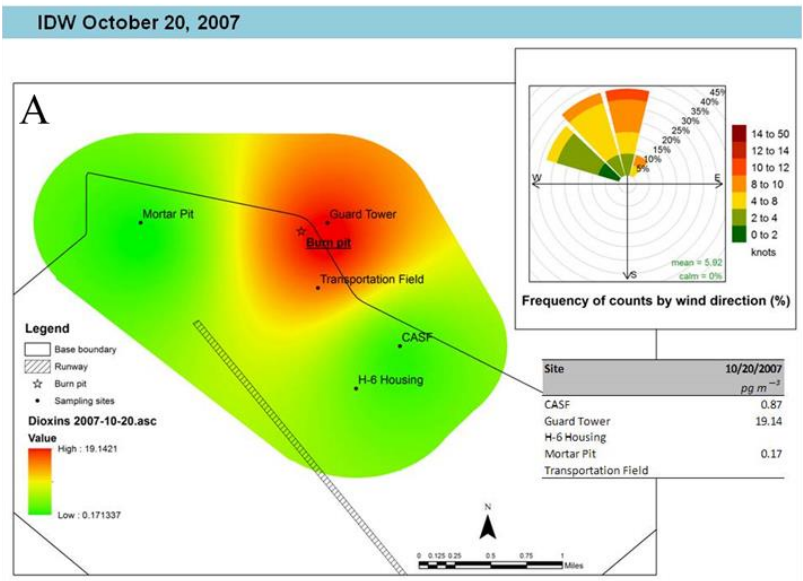 IDW October 20, 2007
A
Mortar Pit
Guard Tower
Burn pit
Transportation Field
CASF
H-6 Housing
Legend
Base boundary
Runway
Burn pit
Sampling sites
Dioxins 2007-10-20.asc
Value
High : 19.1421
Low : 0.171337
N
0 0.125 0.25 0.5 0.75 1
Miles
45%
40%
35%
30%
25%
20%
15%
10%
5%
W
E
S
mean = 5.92
calm = 0%
14 to 50
12 to 14
10 to 12
8 to 10
4 to 8
2 to 4
0 to 2
knots
Frequency of counts by wind direction (%)
Site 10/20/2007
pg m⁻³
CASF 0.87
Guard Tower 19.14
H-6 Housing
Mortar Pit 0.17
Transportation Field